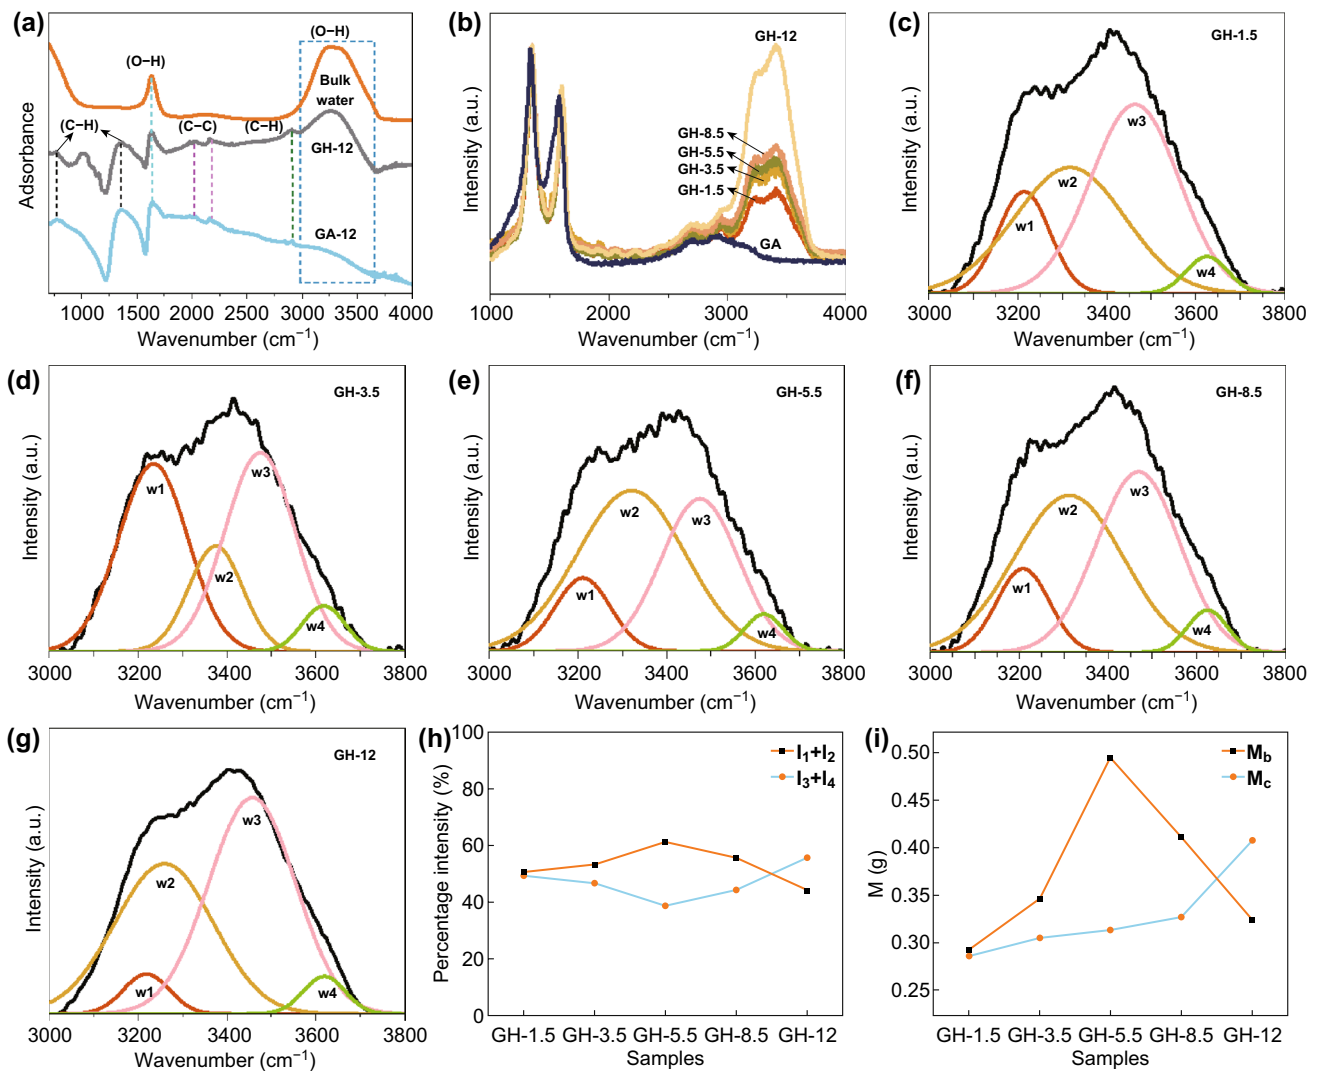 (a)
(O−H)
(O−H)
Bulk
water
(C−H)
(C−C)
(C−H)
GH-12
GA-12
Adsorbance
1000 1500 2000 2500 3000 3500 4000
Wavenumber (cm−1)
(b)
GH-12
GH-8.5
GH-5.5
GH-3.5
GH-1.5
GA
Intensity (a.u.)
1000 2000 3000 4000
Wavenumber (cm−1)
(c)
GH-1.5
w3
w2
w1
w4
Intensity (a.u.)
3000 3200 3400 3600 3800
Wavenumber (cm−1)
(d)
GH-3.5
w1
w3
w2
w4
Intensity (a.u.)
3000 3200 3400 3600 3800
Wavenumber (cm−1)
(e)
GH-5.5
w2
w3
w1
w4
Intensity (a.u.)
3000 3200 3400 3600 3800
Wavenumber (cm−1)
(f)
GH-8.5
w3
w2
w1
w4
Intensity (a.u.)
3000 3200 3400 3600 3800
Wavenumber (cm−1)
(g)
GH-12
w3
w2
w1
w4
Intensity (a.u.)
3000 3200 3400 3600 3800
Wavenumber (cm−1)
(h)
I1+I2
I3+I4
Percentage intensity (%)
100
80
60
40
20
0
GH-1.5 GH-3.5 GH-5.5 GH-8.5 GH-12
Samples
(i)
Mb
Mc
M (g)
0.50
0.45
0.40
0.35
0.30
0.25
GH-1.5 GH-3.5 GH-5.5 GH-8.5 GH-12
Samples